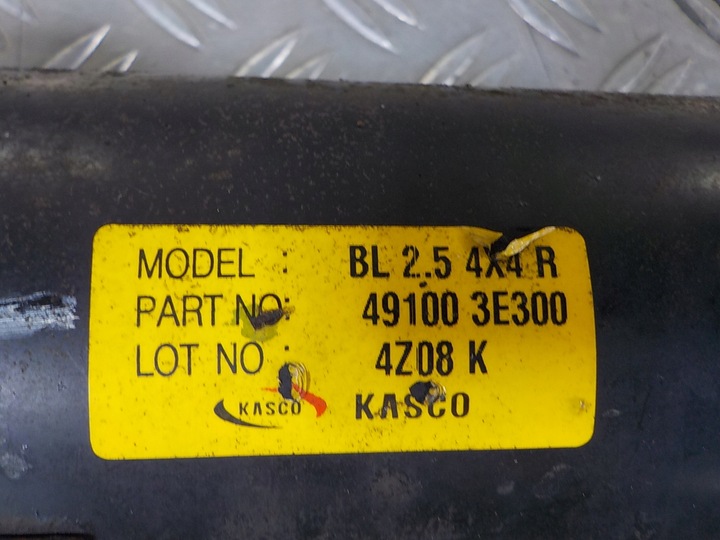 MODEL : BL 2.5 4X4 R
PART NO: 49100 3E300
LOT NO : 4Z08 K
KASCO KASCO